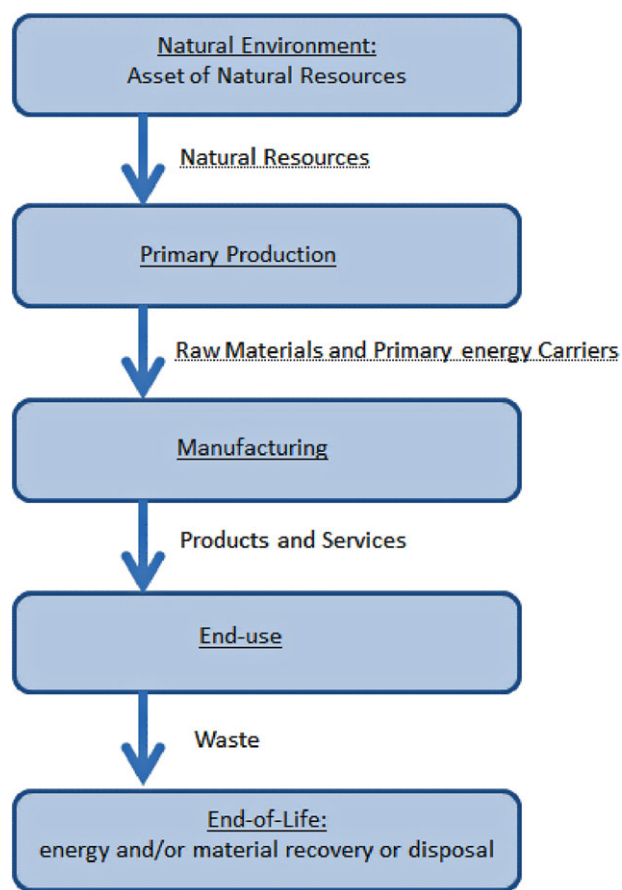 Natural Environment:
Asset of Natural Resources
Natural Resources
Primary Production
Raw Materials and Primary energy Carriers
Manufacturing
Products and Services
End-use
Waste
End-of-Life:
energy and/or material recovery or disposal